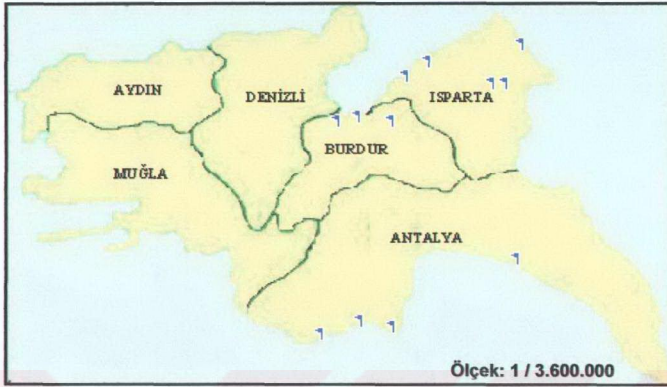 AYDIN
DENİZLİ
ISPARTA
BURDUR
MUĞLA
ANTALYA
Ölçek: 1 / 3.600.000